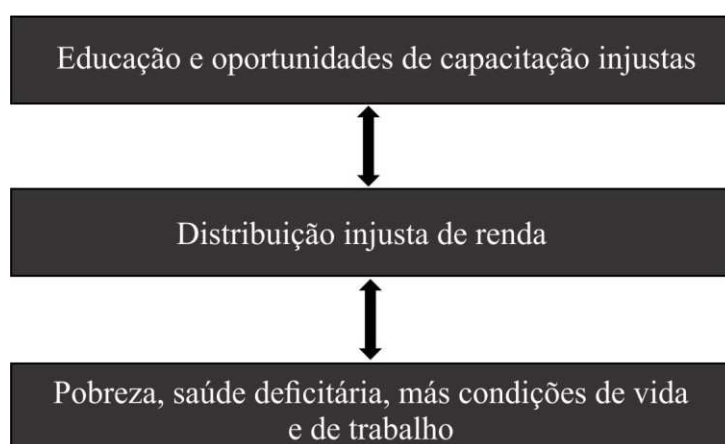 Educação e oportunidades de capacitação injustas
Distribuição injusta de renda
Pobreza, saúde deficitária, más condições de vida
e de trabalho